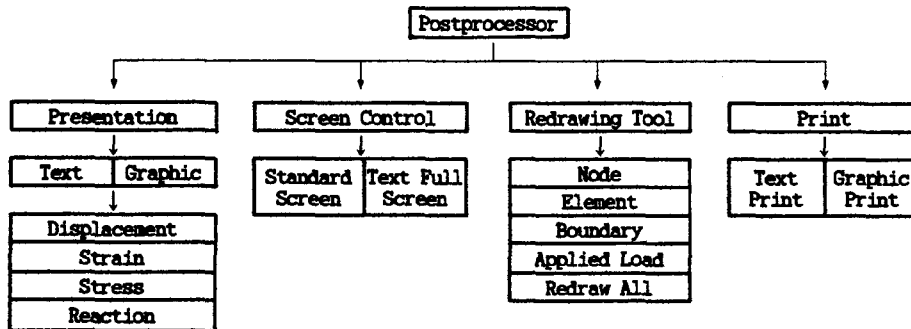 Postprocessor
Presentation
Screen Control
Redrawing Tool
Print
Text
Graphic
Standard
Screen
Text Full
Screen
Node
Element
Boundary
Applied Load
Redraw All
Text
Print
Graphic
Print
Displacement
Strain
Stress
Reaction